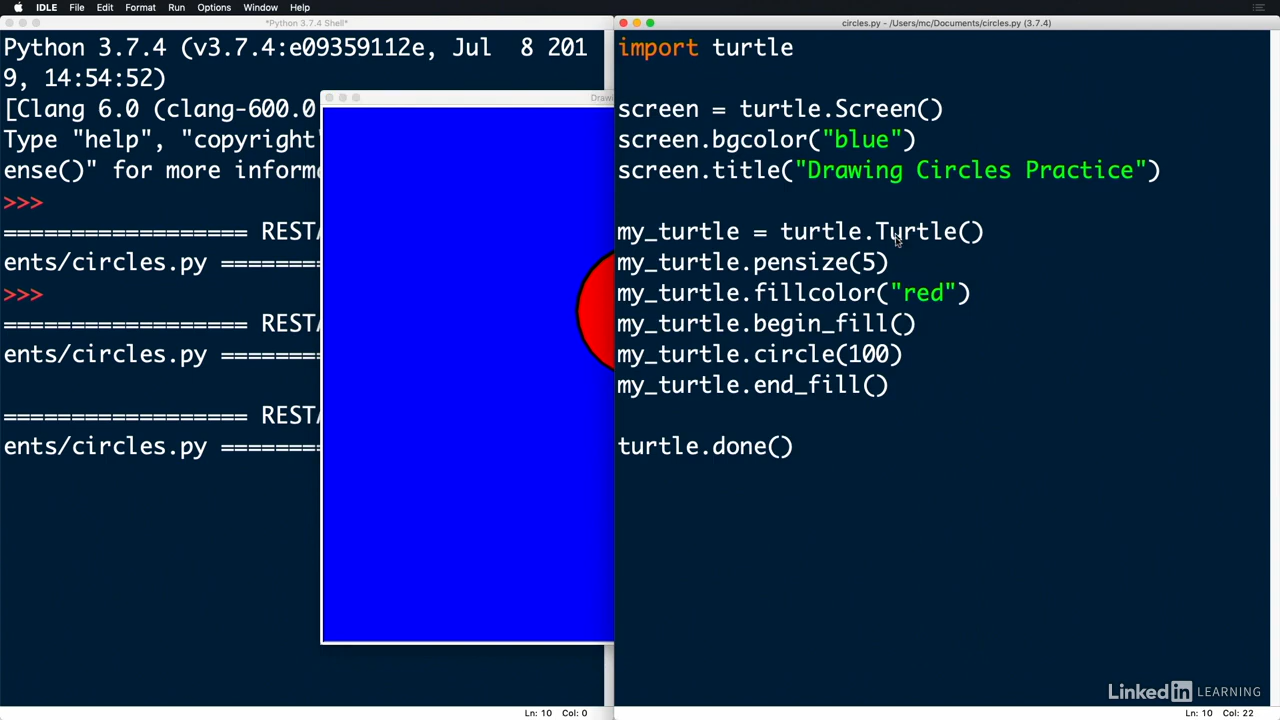 IDLE File Edit Format Run Options Window Help
*Python 3.7.4 Shell*
Python 3.7.4 (v3.7.4:e09359112e, Jul  8 201
9, 14:54:52)
[Clang 6.0 (clang-600.0
Type "help", "copyright"
ense()" for more inform
>>>
================= REST
ents/circles.py ========
>>>
================= REST
ents/circles.py ========
================= REST
ents/circles.py ========
Ln: 10 Col: 0
Drawi
circles.py - /Users/mc/Documents/circles.py (3.7.4)
import turtle
screen = turtle.Screen()
screen.bgcolor("blue")
screen.title("Drawing Circles Practice")
my_turtle = turtle.Turtle()
my_turtle.pensize(5)
my_turtle.fillcolor("red")
my_turtle.begin_fill()
my_turtle.circle(100)
my_turtle.end_fill()
turtle.done()
Linked in LEARNING
Ln: 10 Col: 22